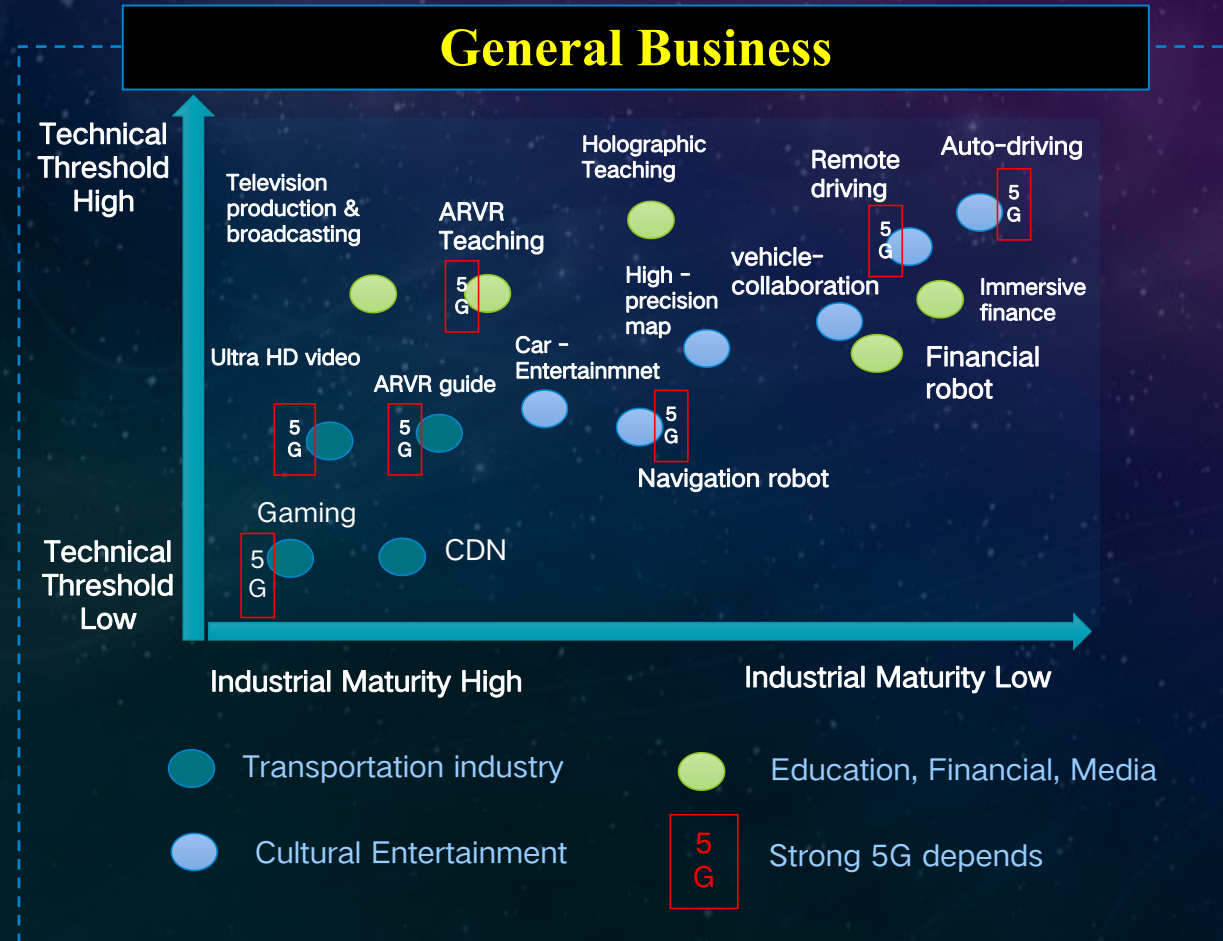 General Business
Technical
Threshold
High
Television
production &
broadcasting
ARVR
Teaching
5
G
Holographic
Teaching
Remote
driving
5
G
Auto-driving
5
G
High -
precision
map
vehicle-
collaboration
Immersive
finance
Financial
robot
Ultra HD video
5
G
ARVR guide
5
G
Car -
Entertainmnet
5
G
Navigation robot
Gaming
5
G
CDN
Technical
Threshold
Low
Industrial Maturity High
Industrial Maturity Low
Transportation industry
Education, Financial, Media
Cultural Entertainment
5
G
Strong 5G depends